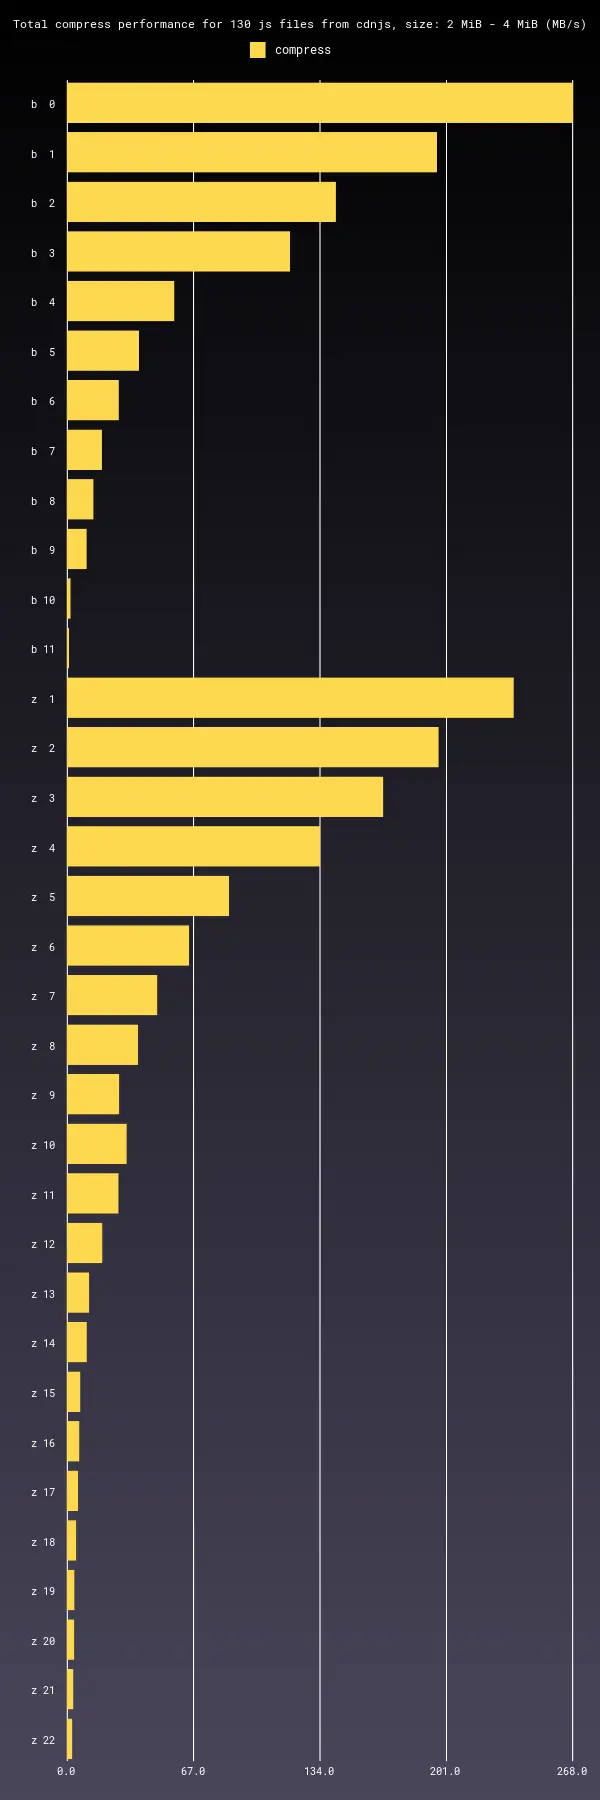 Total compress performance for 130 js files from cdnjs, size: 2 MiB - 4 MiB (MB/s)
compress
b 0
b 1
b 2
b 3
b 4
b 5
b 6
b 7
b 8
b 9
b 10
b 11
z 1
z 2
z 3
z 4
z 5
z 6
z 7
z 8
z 9
z 10
z 11
z 12
z 13
z 14
z 15
z 16
z 17
z 18
z 19
z 20
z 21
z 22
0.0 67.0 134.0 201.0 268.0